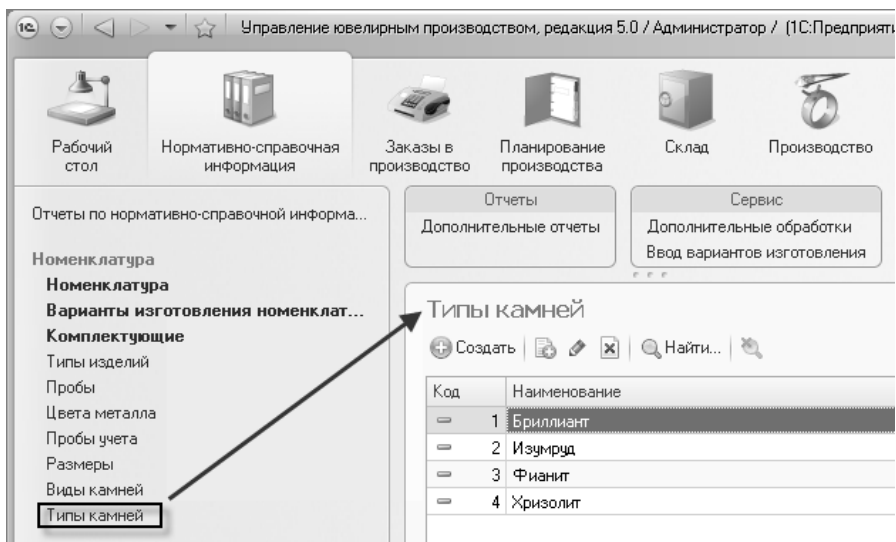 1С Управление ювелирным производством, редакция 5.0 / Администратор / (1С:Предприяти
Рабочий стол
Нормативно-справочная информация
Заказы в производство
Планирование производства
Склад
Производство
Отчеты по нормативно-справочной информа...
Номенклатура
Номенклатура
Варианты изготовления номенклат...
Комплектующие
Типы изделий
Пробы
Цвета металла
Пробы учета
Размеры
Виды камней
Типы камней
Отчеты
Дополнительные отчеты
Сервис
Дополнительные обработки
Ввод вариантов изготовления
Типы камней
Создать Найти...
Код Наименование
1 Бриллиант
2 Изумруд
3 Фианит
4 Хризолит